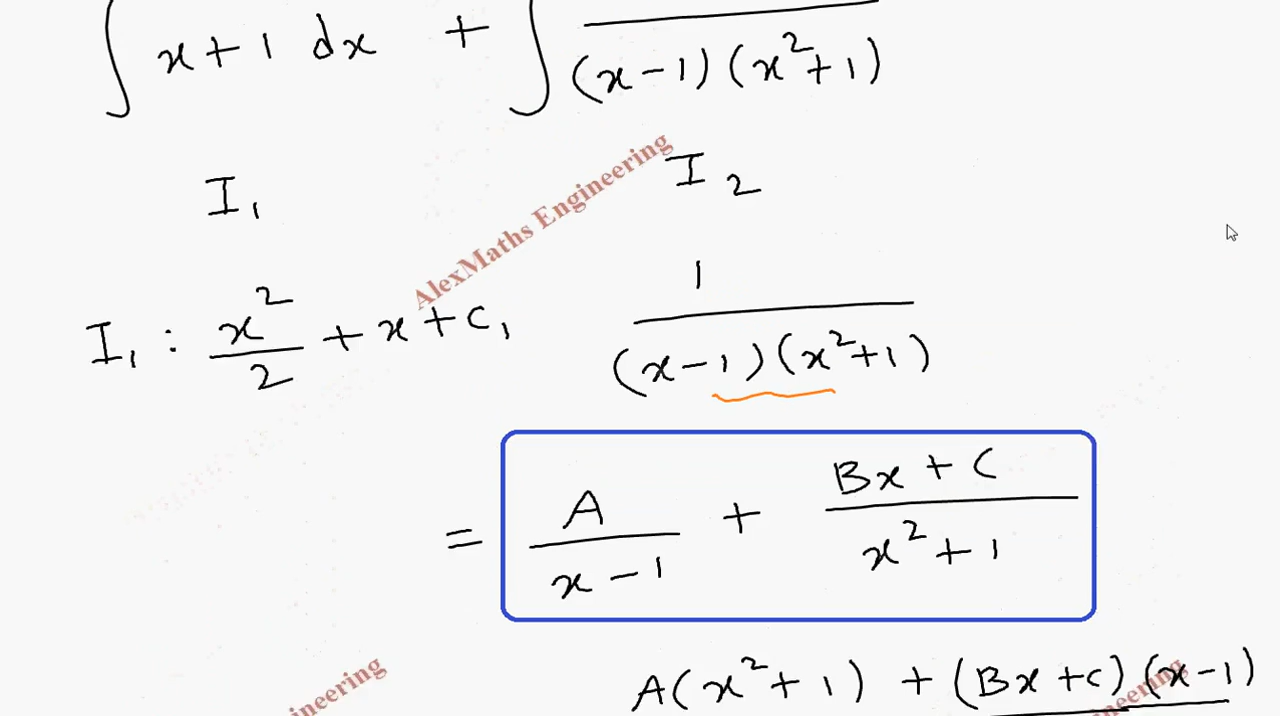 ∫ x + 1 dx + ∫ ─── / (x − 1)(x² + 1)
I₁ I₂
AlexMaths Engineering
I₁ : x²/2 + x + c₁ 1 / (x − 1)(x² + 1)
= A / (x − 1) + (Bx + C) / (x² + 1)
A(x² + 1) + (Bx + C)(x − 1)